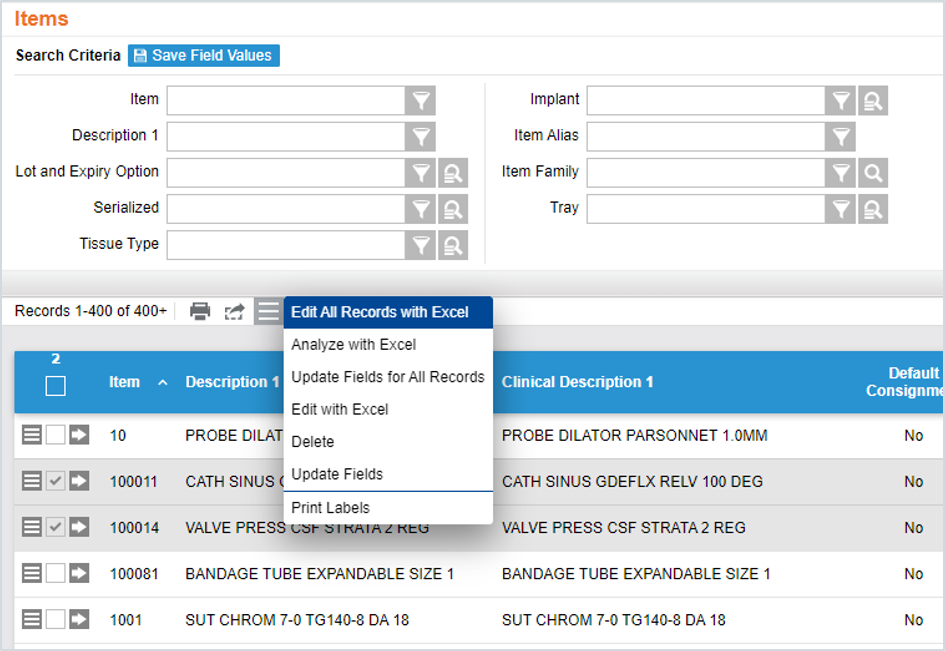 Items
Search Criteria Save Field Values
Item
Implant
Description 1
Item Alias
Lot and Expiry Option
Item Family
Serialized
Tray
Tissue Type
Records 1-400 of 400+
Edit All Records with Excel
Analyze with Excel
Update Fields for All Records
Edit with Excel
Delete
Update Fields
Print Labels
2
Item Description 1 Clinical Description 1 Default
Consignme
10 PROBE DILAT PROBE DILATOR PARSONNET 1.0MM No
100011 CATH SINUS CATH SINUS GDEFLX RELV 100 DEG No
100014 VALVE PRESS CSF STRATA 2 REG VALVE PRESS CSF STRATA 2 REG No
100081 BANDAGE TUBE EXPANDABLE SIZE 1 BANDAGE TUBE EXPANDABLE SIZE 1 No
1001 SUT CHROM 7-0 TG140-8 DA 18 SUT CHROM 7-0 TG140-8 DA 18 No